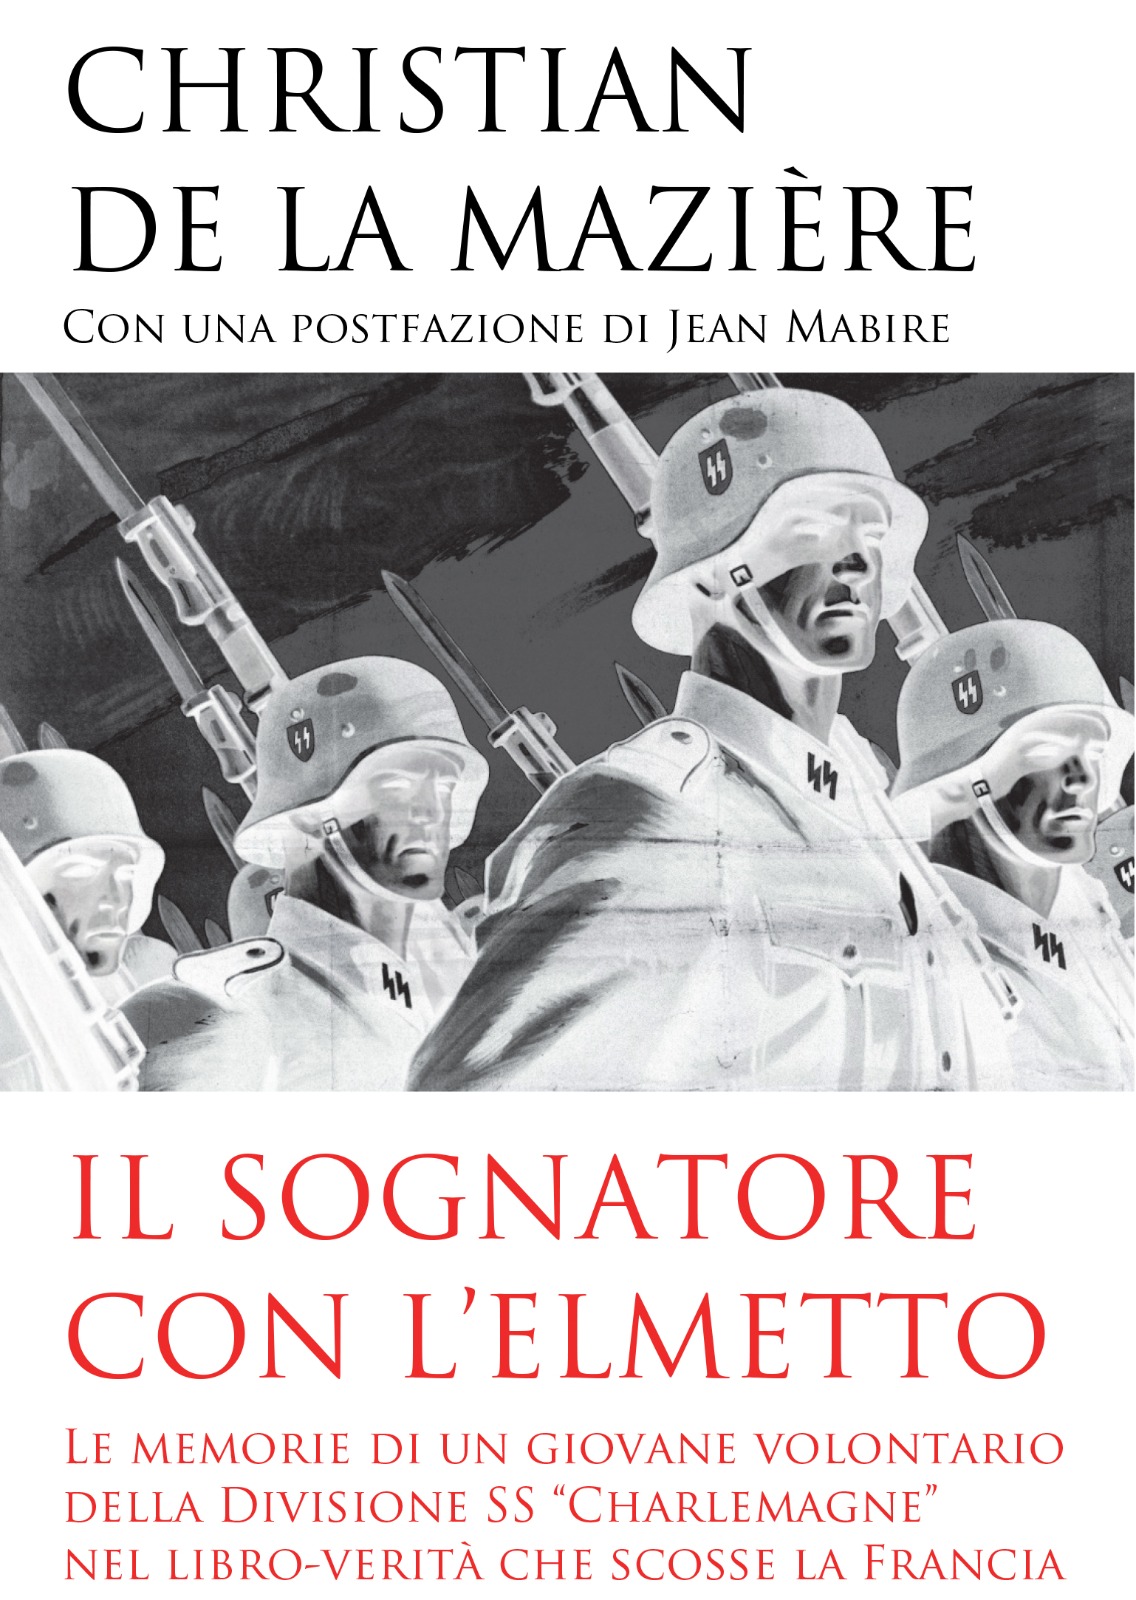 CHRISTIAN
DE LA MAZIÈRE
CON UNA POSTFAZIONE DI JEAN MABIRE
IL SOGNATORE
CON L’ELMETTO
LE MEMORIE DI UN GIOVANE VOLONTARIO
DELLA DIVISIONE SS “CHARLEMAGNE”
NEL LIBRO-VERITÀ CHE SCOSSE LA FRANCIA